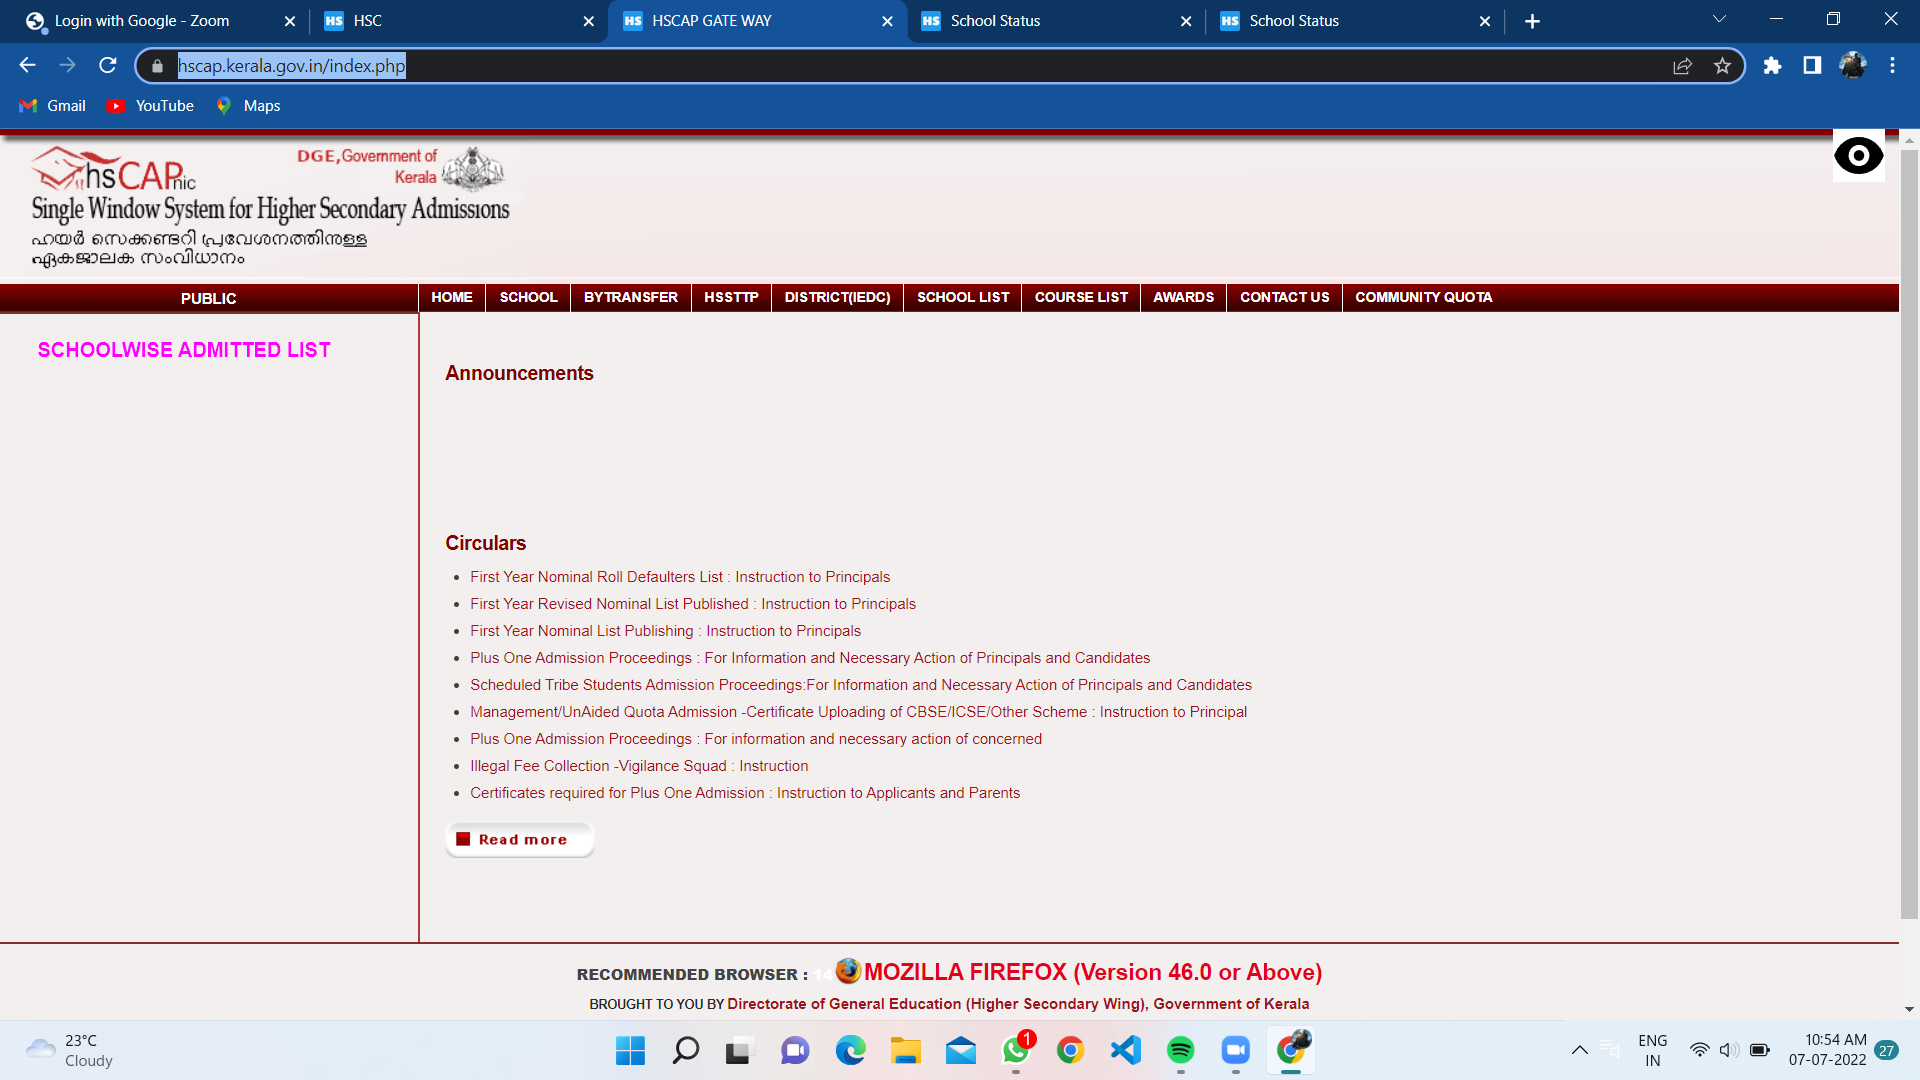 Login with Google - Zoom
HSC
HSCAP GATE WAY
School Status
School Status
hscap.kerala.gov.in/index.php
Gmail
YouTube
Maps
hsCAPnic
DGE,Government of
Kerala
Single Window System for Higher Secondary Admissions
ഹയർ സെക്കണ്ടറി പ്രവേശനത്തിനുള്ള
ഏകജാലക സംവിധാനം
PUBLIC
HOME
SCHOOL
BYTRANSFER
HSSTTP
DISTRICT(IEDC)
SCHOOL LIST
COURSE LIST
AWARDS
CONTACT US
COMMUNITY QUOTA
SCHOOLWISE ADMITTED LIST
Announcements
Circulars
First Year Nominal Roll Defaulters List : Instruction to Principals
First Year Revised Nominal List Published : Instruction to Principals
First Year Nominal List Publishing : Instruction to Principals
Plus One Admission Proceedings : For Information and Necessary Action of Principals and Candidates
Scheduled Tribe Students Admission Proceedings:For Information and Necessary Action of Principals and Candidates
Management/UnAided Quota Admission -Certificate Uploading of CBSE/ICSE/Other Scheme : Instruction to Principal
Plus One Admission Proceedings : For information and necessary action of concerned
Illegal Fee Collection -Vigilance Squad : Instruction
Certificates required for Plus One Admission : Instruction to Applicants and Parents
Read more
RECOMMENDED BROWSER : 14 MOZILLA FIREFOX (Version 46.0 or Above)
BROUGHT TO YOU BY Directorate of General Education (Higher Secondary Wing), Government of Kerala
23°C
Cloudy
1
ENG
IN
10:54 AM
07-07-2022
27